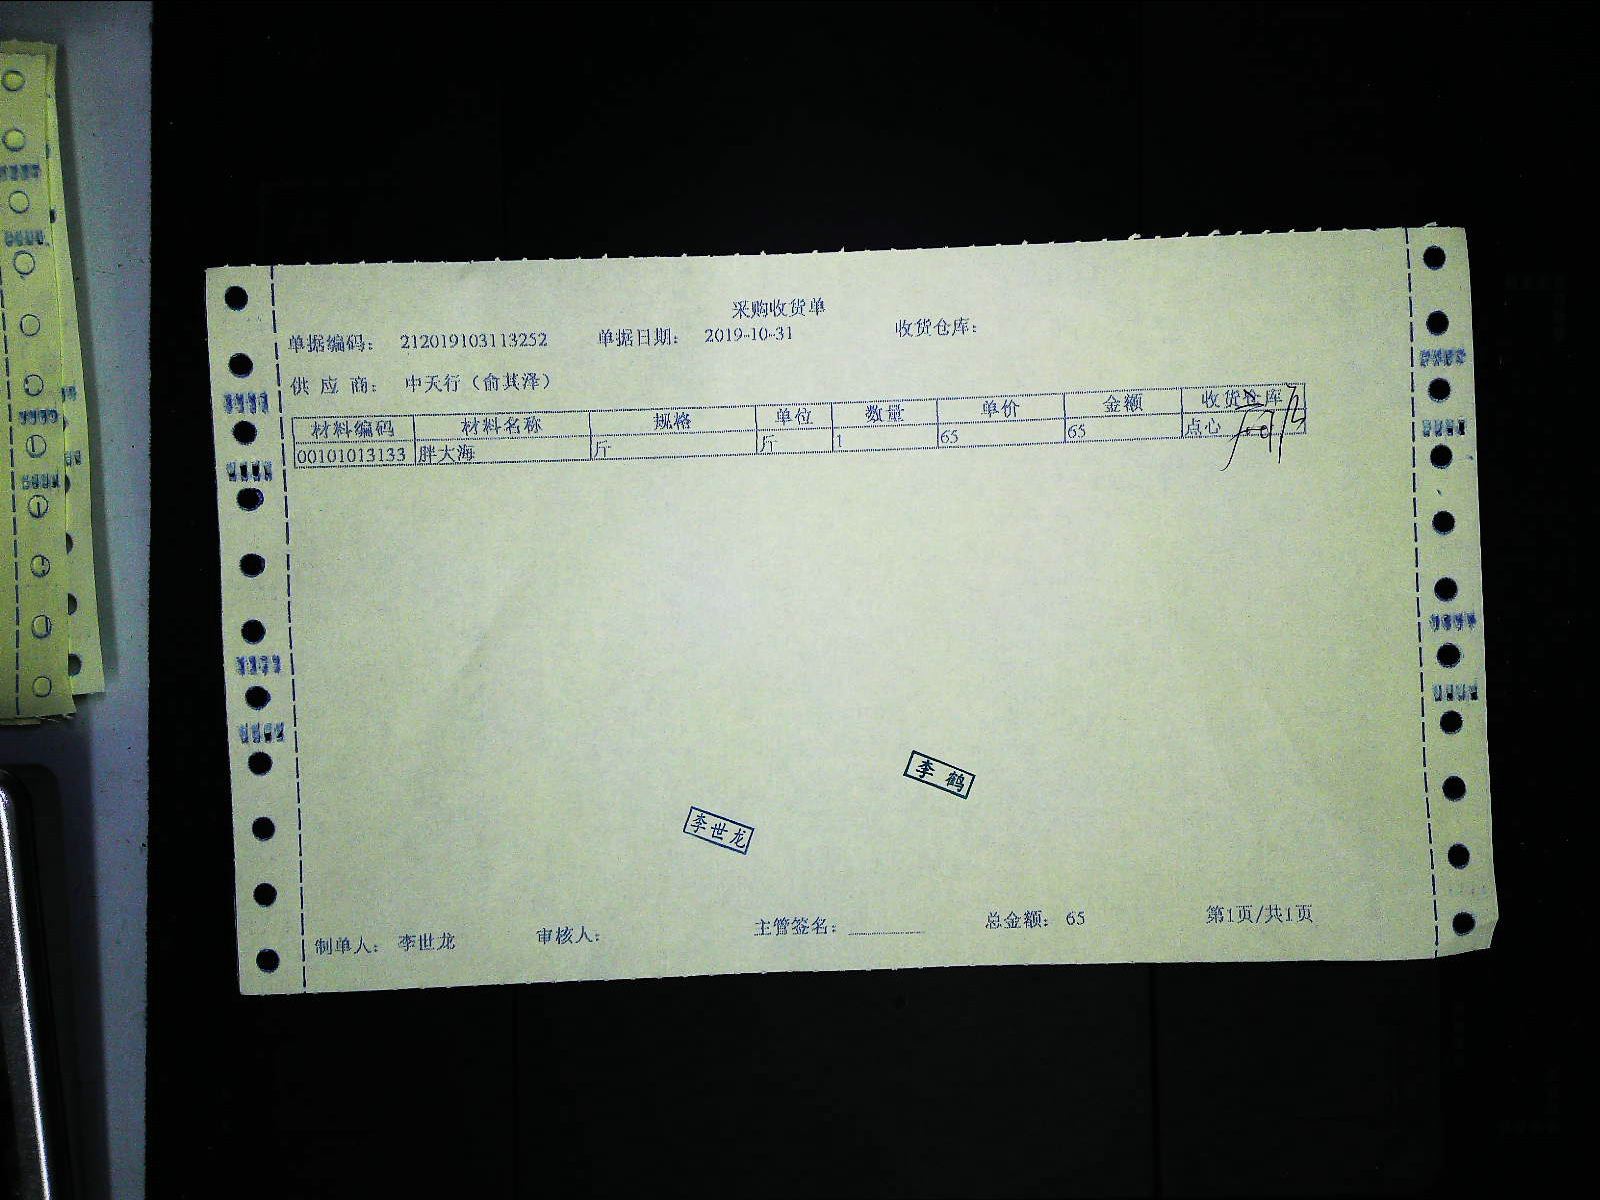 采购收货单
单据编码： 212019103113252 单据日期： 2019-10-31 收货仓库：
供 应 商： 中天行（俞其泽）
材料编码 材料名称 规格 单位 数量 单价 金额 收货仓库
00101013133 胖大海 斤 斤 1 65 65 点心
李 鹤
李世龙
制单人： 李世龙 审核人： 主管签名： 总金额： 65 第1页/共1页